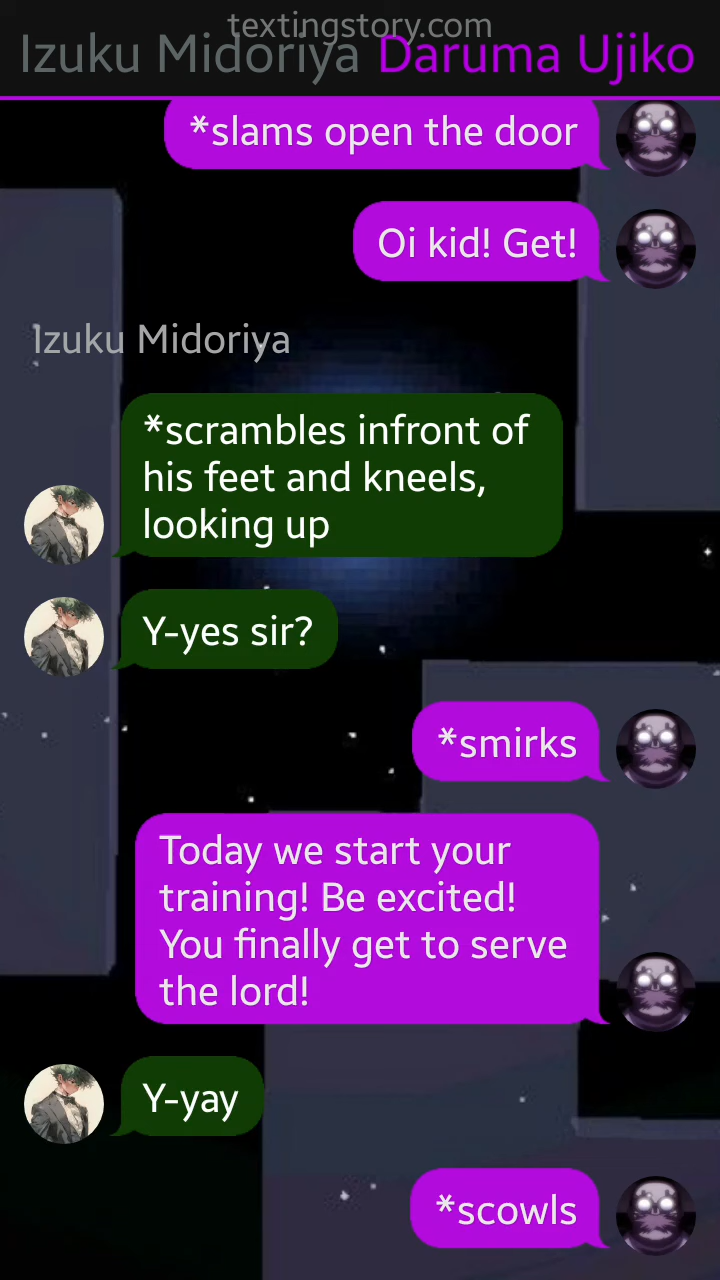 textingstory.com
Izuku Midoriya Daruma Ujiko
*slams open the door
Oi kid! Get!
Izuku Midoriya
*scrambles infront of
his feet and kneels,
looking up
Y-yes sir?
*smirks
Today we start your
training! Be excited!
You finally get to serve
the lord!
Y-yay
*scowls